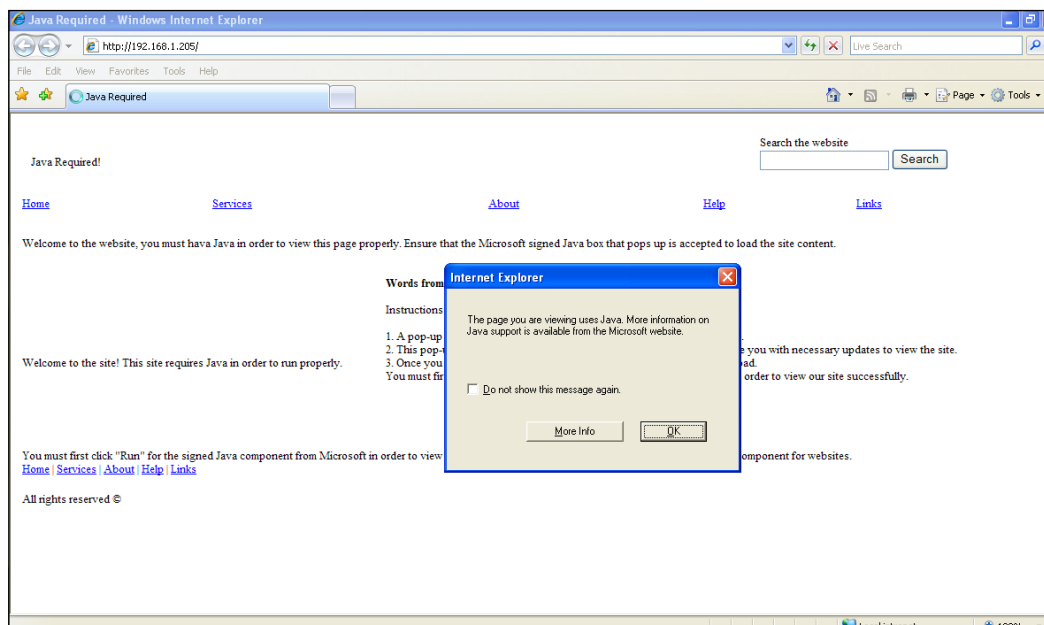 Java Required - Windows Internet Explorer
http://192.168.1.205/
Live Search
File Edit View Favorites Tools Help
Java Required
Page
Tools
Search the website
Java Required!
Search
Home Services About Help Links
Welcome to the website, you must hava Java in order to view this page properly. Ensure that the Microsoft signed Java box that pops up is accepted to load the site content.
Words from
Instructions
1. A pop-up
2. This pop-
e you with necessary updates to view the site.
Welcome to the site! This site requires Java in order to run properly.
3. Once you
You must
order to view our site successfully.
Internet Explorer
The page you are viewing uses Java. More information on
Java support is available from the Microsoft website.
Do not show this message again.
More Info
OK
You must first click "Run" for the signed Java component from Microsoft in order to view
omponent for websites.
Home | Services | About | Help | Links
All rights reserved ©